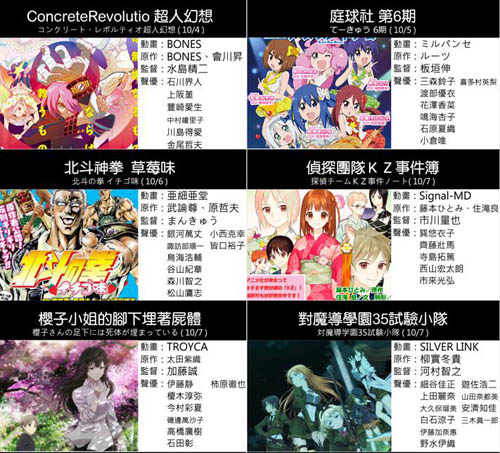 ConcreteRevolutio 超人幻想
コンクリート・レボルティオ超人幻想 (10/4)
動畫：BONES
原作：BONES、會川昇
監督：水島精二
聲優：石川界人
上阪菫
豐崎愛生
中村繪里子
川島得愛
金尾哲夫
庭球社 第6期
てーきゅう 6期 (10/5)
動畫：ミルパンセ
原作：ルーツ
監督：板垣伸
聲優：三森鈴子 喜多村英梨
渡部優衣
花澤香菜
鳴海杏子
石原夏織
小倉唯
北斗神拳 草莓味
北斗の拳 イチゴ味 (10/6)
動畫：亜細亜堂
原作：武論尊、原哲夫
監督：まんきゅう
聲優：銀河萬丈 小西克幸
諏訪部順一 皆口裕子
鳥海浩輔
谷山紀章
森川智之
松山鷹志
北斗の拳
イチゴ味
偵探團隊ＫＺ事件簿
探偵チームＫＺ事件ノート (10/7)
動畫：Signal-MD
原作：藤本ひとみ、住滝良
監督：市川量也
聲優：巽悠衣子
齊藤壯馬
寺島拓篤
西山宏太朗
市來光弘
櫻子小姐的腳下埋著屍體
櫻子さんの足下には死体が埋まっている (10/7)
動畫：TROYCA
原作：太田紫織
監督：加藤誠
聲優：伊藤静 柿原徹也
榎木淳弥
今村彩夏
磯邊萬沙子
高橋廣樹
石田彰
對魔導學園35試驗小隊
対魔導学園35試験小隊 (10/7)
動畫：SILVER LINK
原作：柳實冬貴
監督：河村智之
聲優：細谷佳正 遊佐浩二
上田麗奈 山田奈都美
大久保瑠美 安濟知佳
白石涼子 三木眞一郎
伊藤加奈惠
野水伊織